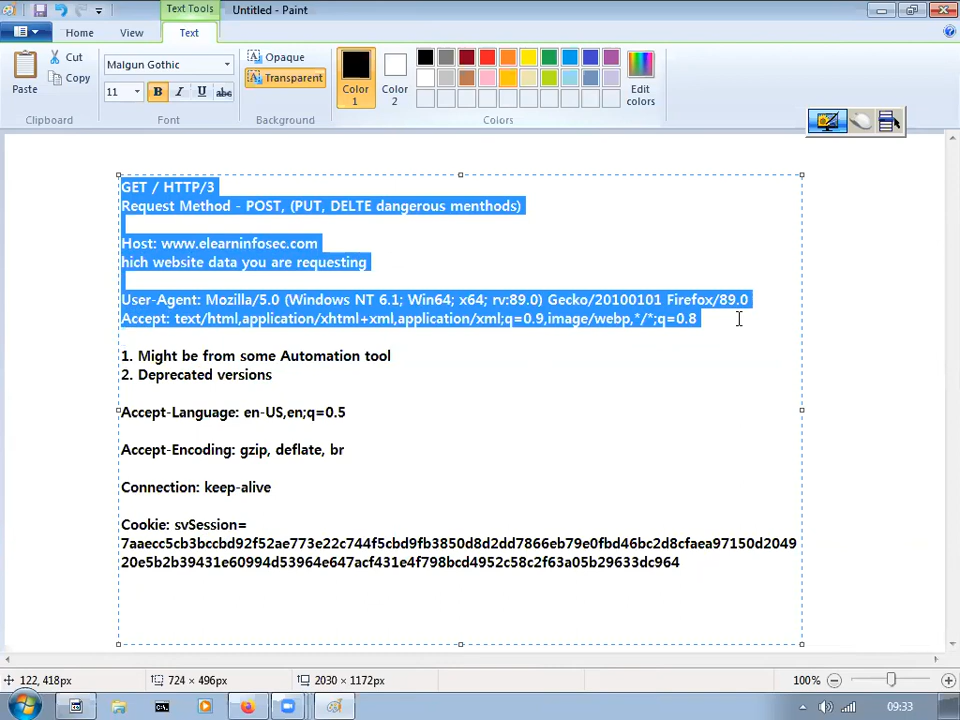 Text Tools
Untitled - Paint
Home
View
Text
Paste
Cut
Copy
Clipboard
Malgun Gothic
11
B
I
U
abc
Font
Opaque
Transparent
Background
Color
1
Color
2
Edit
colors
Colors
GET / HTTP/3
Request Method - POST, (PUT, DELTE dangerous menthods)
Host: www.elearninfosec.com
hich website data you are requesting
User-Agent: Mozilla/5.0 (Windows NT 6.1; Win64; x64; rv:89.0) Gecko/20100101 Firefox/89.0
Accept: text/html,application/xhtml+xml,application/xml;q=0.9,image/webp,*/*;q=0.8
1. Might be from some Automation tool
2. Deprecated versions
Accept-Language: en-US,en;q=0.5
Accept-Encoding: gzip, deflate, br
Connection: keep-alive
Cookie: svSession=
7aaecc5cb3bccbd92f52ae773e22c744f5cbd9fb3850d8d2dd7866eb79e0fbd46bc2d8cfaea97150d2049
20e5b2b39431e60994d53964e647acf431e4f798bcd4952c58c2f63a05b29633dc964
122, 418px
724 × 496px
2030 × 1172px
100%
09:33